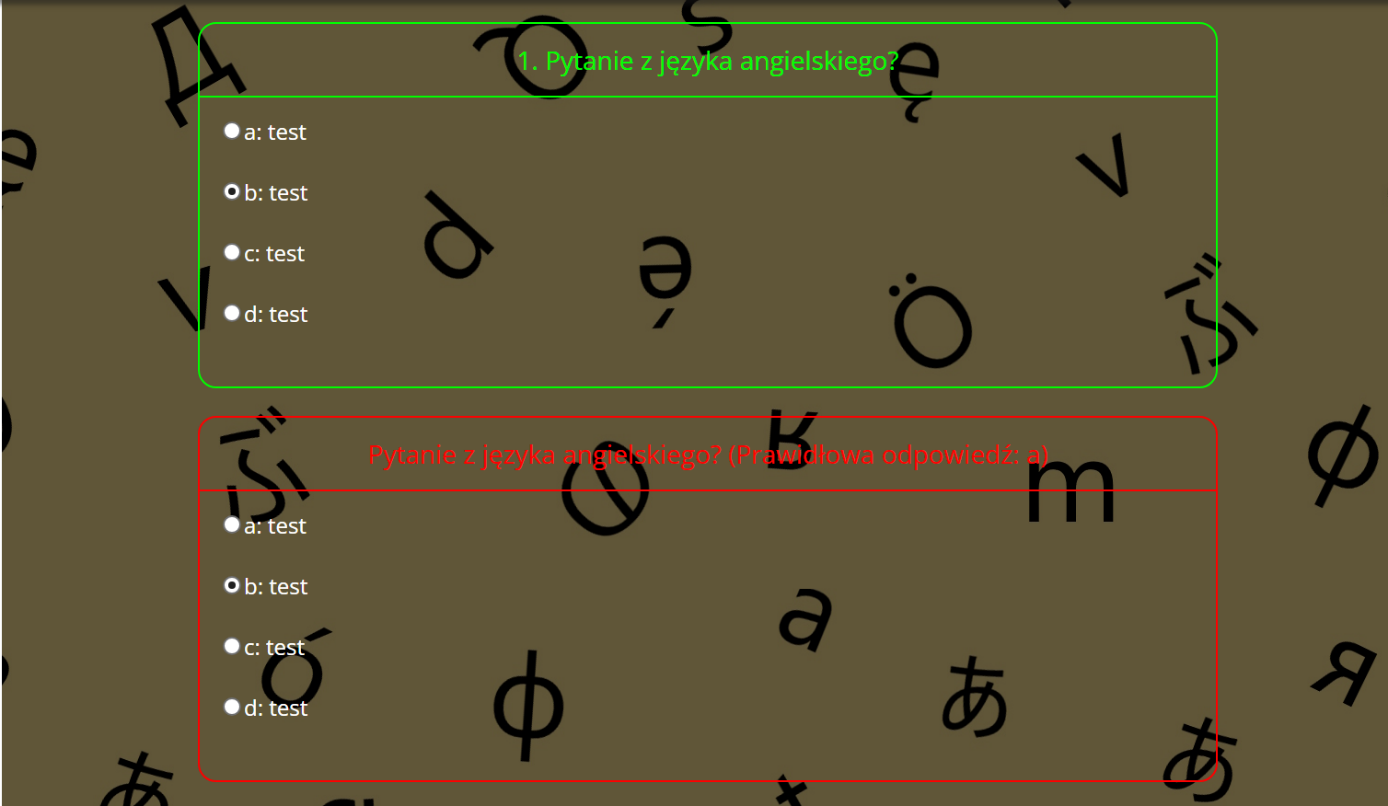 1. Pytanie z języka angielskiego?
a: test
b: test
c: test
d: test
Pytanie z języka angielskiego? (Prawidłowa odpowiedź: a)
a: test
b: test
c: test
d: test